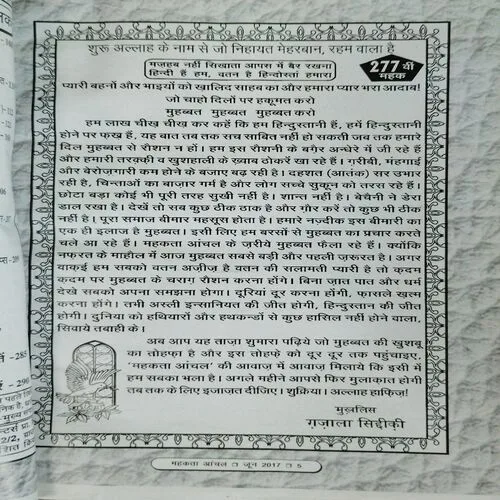 शुरू अल्लाह के नाम से जो निहायत मेहरबान, रहम वाला है
मज़हब नहीं सिखाता आपस में बैर रखना
हिन्दी हैं हम, वतन है हिन्दोस्तां हमारा
277 वीं
महक
प्यारी बहनों और भाइयों को खालिद साहब का और हमारा प्यार भरा आदाब!
जो चाहो दिलों पर हकूमत करो
मुहब्बत मुहब्बत मुहब्बत करो
हम लाख चीख़ चीख़ कर कहें कि हम हिन्दुस्तानी हैं, हमें हिन्दुस्तानी
होने पर फख्र हैं, यह बात तब तक साबित नहीं हो सकती जब तक हमारे
दिल मुहब्बत से रौशन न हों। हम इस रौशनी के बग़ैर अन्धेरे में जी रहे हैं
और हमारी तरक़्क़ी व खुशहाली के ख़्वाब ठोकरें खा रहे हैं। ग़रीबी, मंहगाई
और बेरोज़गारी कम होने के बजाए बढ़ रही है। दहशत (आतंक) सर उभार
रही है, चिन्ताओं का बाज़ार गर्म है और लोग सच्चे सुकून को तरस रहे हैं।
छोटा बड़ा कोई भी पूरी तरह सुखी नहीं है। शान्त नहीं है। बेचैनी ने डेरा
डाल रखा है। देखें तो सब कुछ ठीक ठाक है और ग़ौर करें तो कुछ भी ठीक
नहीं है। पूरा समाज बीमार महसूस होता है। हमारे नज़्दीक इस बीमारी का
एक ही इलाज है मुहब्बत। इसी लिए हम बरसों से मुहब्बत का प्रचार करते
चले आ रहे हैं। महकता आंचल के ज़रीये मुहब्बत फैला रहे हैं। क्योंकि
नफ़रत के माहौल में आज मुहब्बत सबसे बड़ी और पहली ज़रूरत है। अगर
वाक़ई हम सबको वतन अज़ीज़ है वतन की सलामती प्यारी है तो क़दम
क़दम पर मुहब्बत के चराग़ रौशन करना होंगे। बिना ज़ात पात और धर्म
देखे सबको अपना समझना होगा। दूरियां दूर करना होंगी, फ़ासले ख़त्म
करना होंगे। तभी अस्ली इन्सानियत की जीत होगी, हिन्दुस्तान की जीत
होगी। दुनिया को हथियारों और हथकन्डों से कुछ हासिल नहीं होने वाला,
सिवाये तबाही के।
अब आप यह ताज़ा शुमारा पढ़िये जो मुहब्बत की खुशबू
का तोहफ़ा है और इस तोहफ़े को दूर दूर तक पहुंचाइए,
'महकता आंचल' की आवाज़ में आवाज़ मिलाये कि इसी में
हम सबका भला है। अगले महीने आपसे फिर मुलाक़ात होगी
तब तक के लिए इजाजत दीजिए। शुक्रिया। अल्लाह हाफ़िज़!
मुख़लिस
ग़ज़ाला सिद्दीक़ी
महकता आंचल □ जून 2017 □ 5